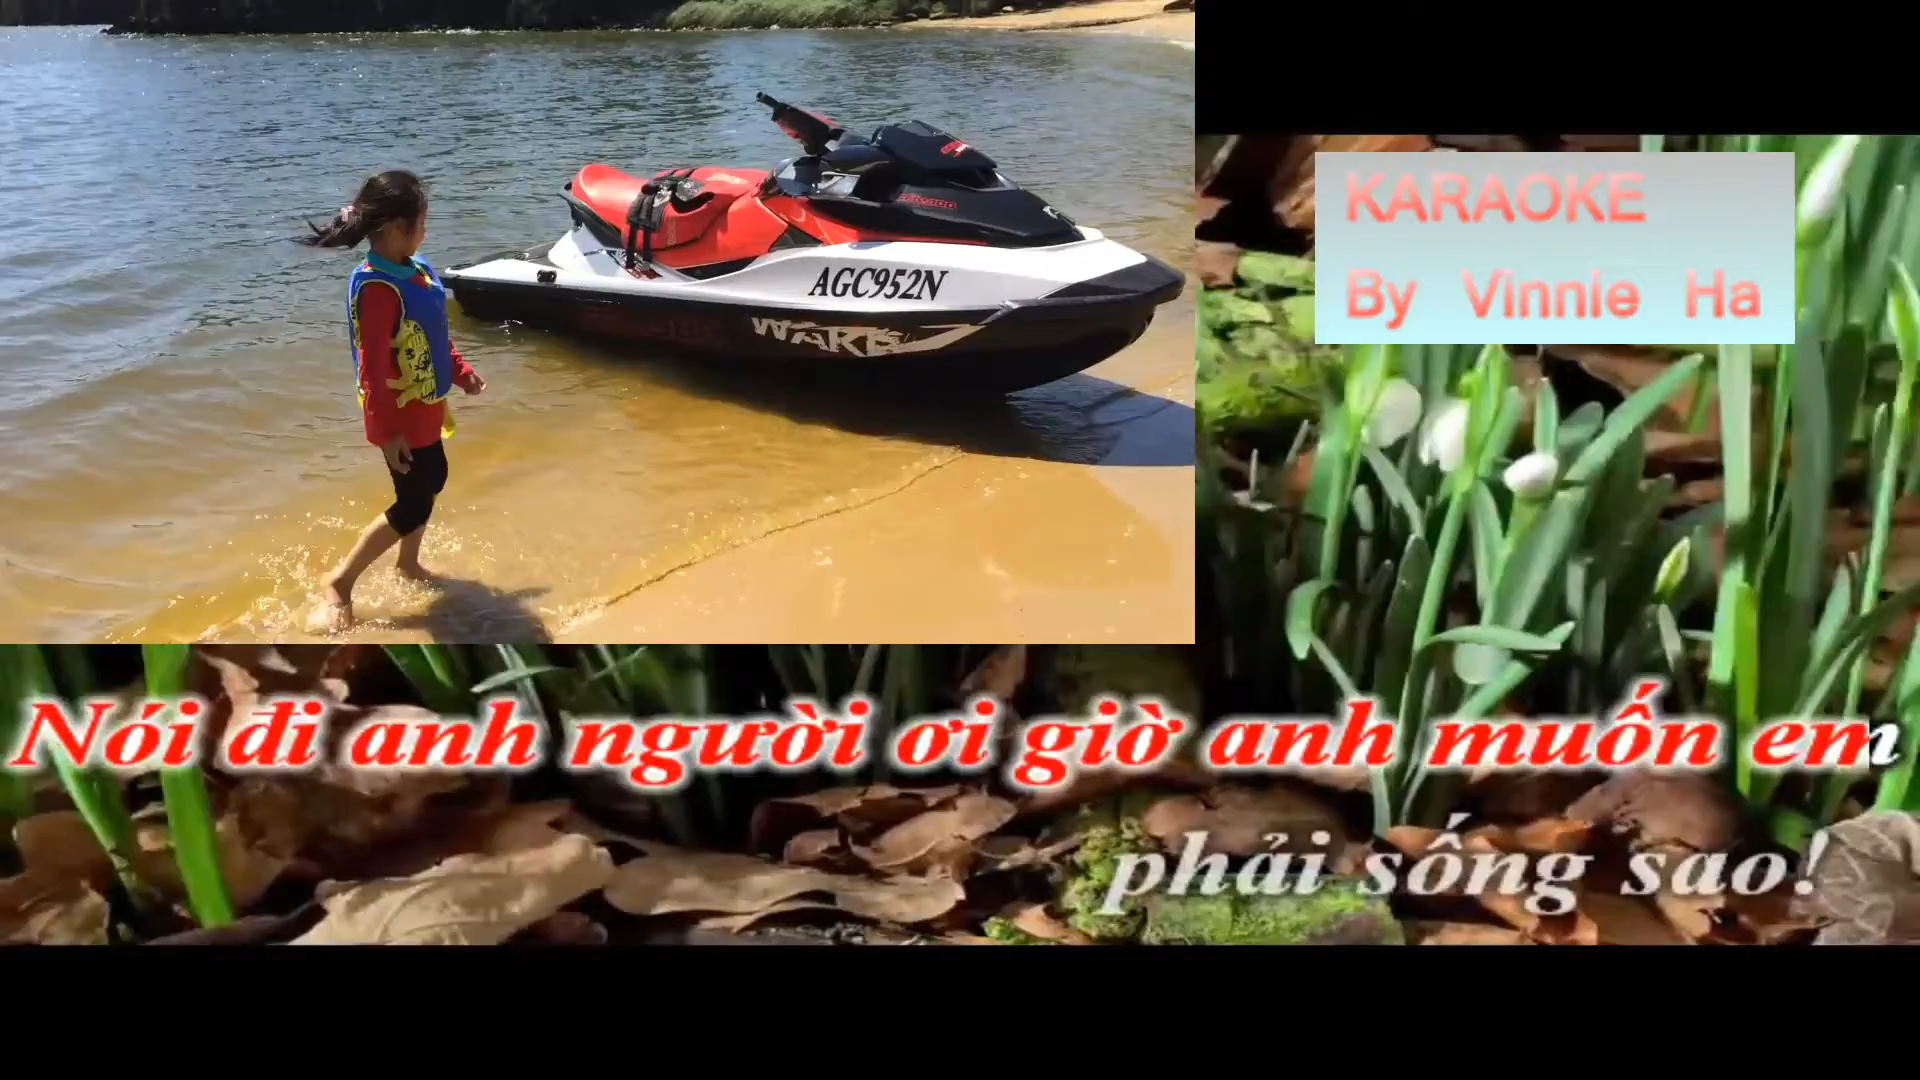 KARAOKE
By Vinnie Ha
AGC952N
WAKE
Nói đi anh người ơi giờ anh muốn em
phải sống sao!